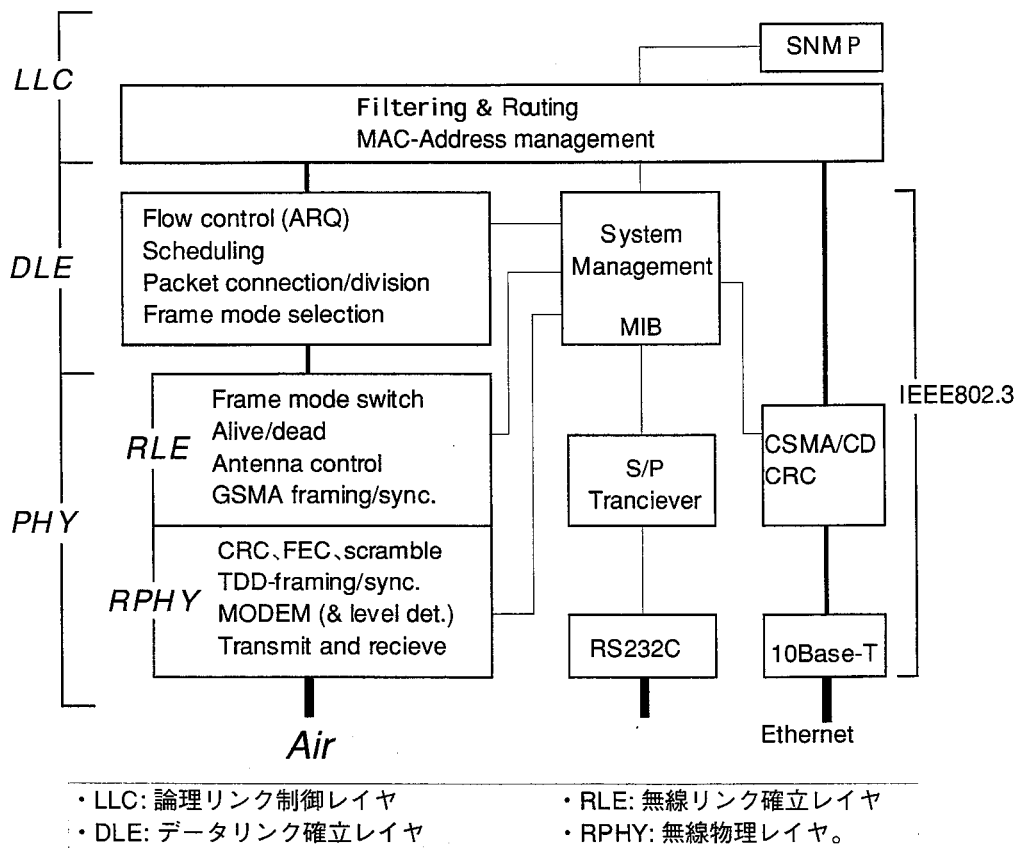 LLC
SNMP
Filtering & Routing
MAC-Address management
DLE
Flow control (ARQ)
Scheduling
Packet connection/division
Frame mode selection
System
Management
MIB
IEEE802.3
PHY
RLE
Frame mode switch
Alive/dead
Antenna control
GSMA framing/sync.
S/P
Tranciever
CSMA/CD
CRC
RPHY
CRC、FEC、scramble
TDD-framing/sync.
MODEM (& level det.)
Transmit and recieve
RS232C
10Base-T
Air
Ethernet
・LLC: 論理リンク制御レイヤ
・RLE: 無線リンク確立レイヤ
・DLE: データリンク確立レイヤ
・RPHY: 無線物理レイヤ。